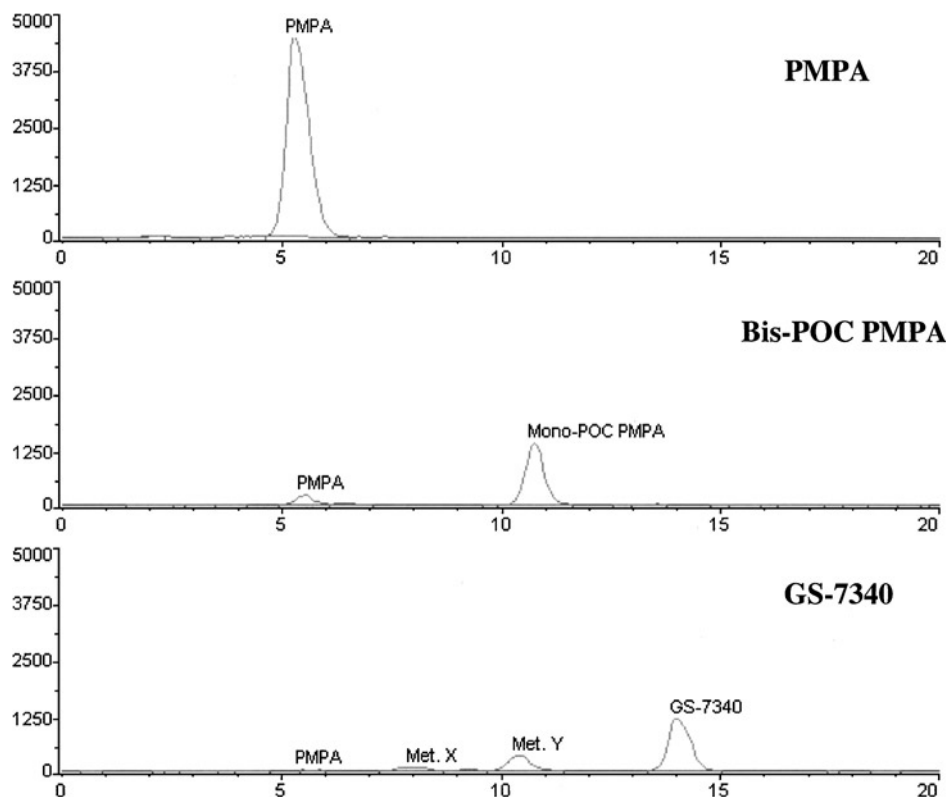 5000
PMPA
PMPA
3750
2500
1250
0
0 5 10 15 20
5000
Bis-POC PMPA
3750
2500
Mono-POC PMPA
1250
PMPA
0
0 5 10 15 20
5000
GS-7340
3750
2500
1250
GS-7340
Met. Y
Met. X
PMPA
0
0 5 10 15 20